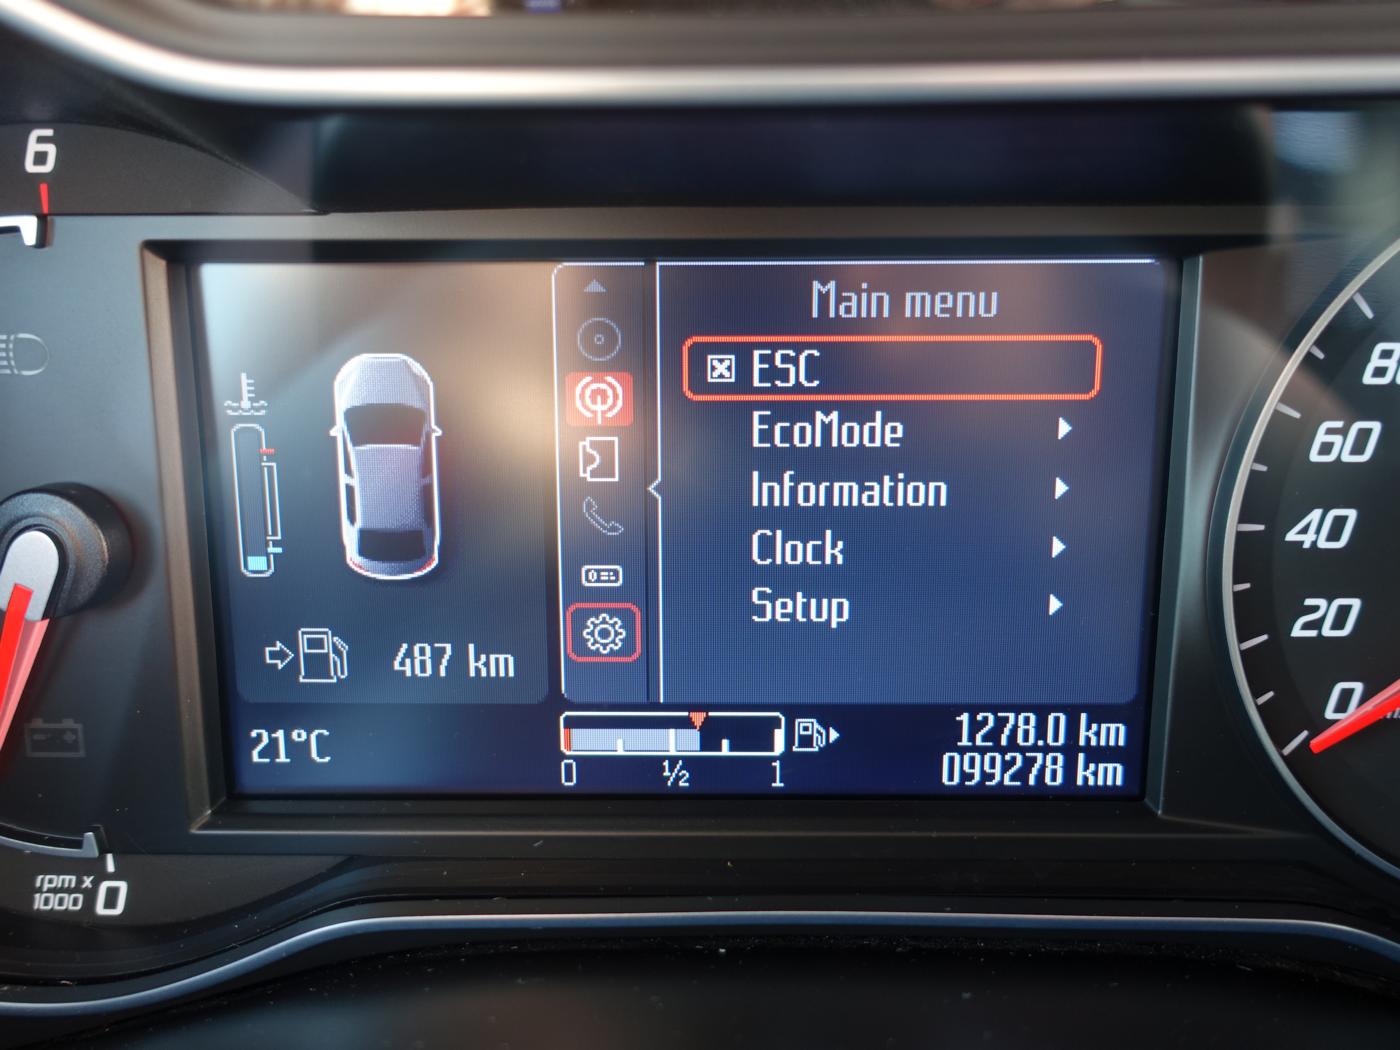 6
Main menu
ESC
EcoMode
Information
Clock
Setup
487 km
21°C
0 ½ 1
1278.0 km
099278 km
rpm x
1000 0
60
40
20
0